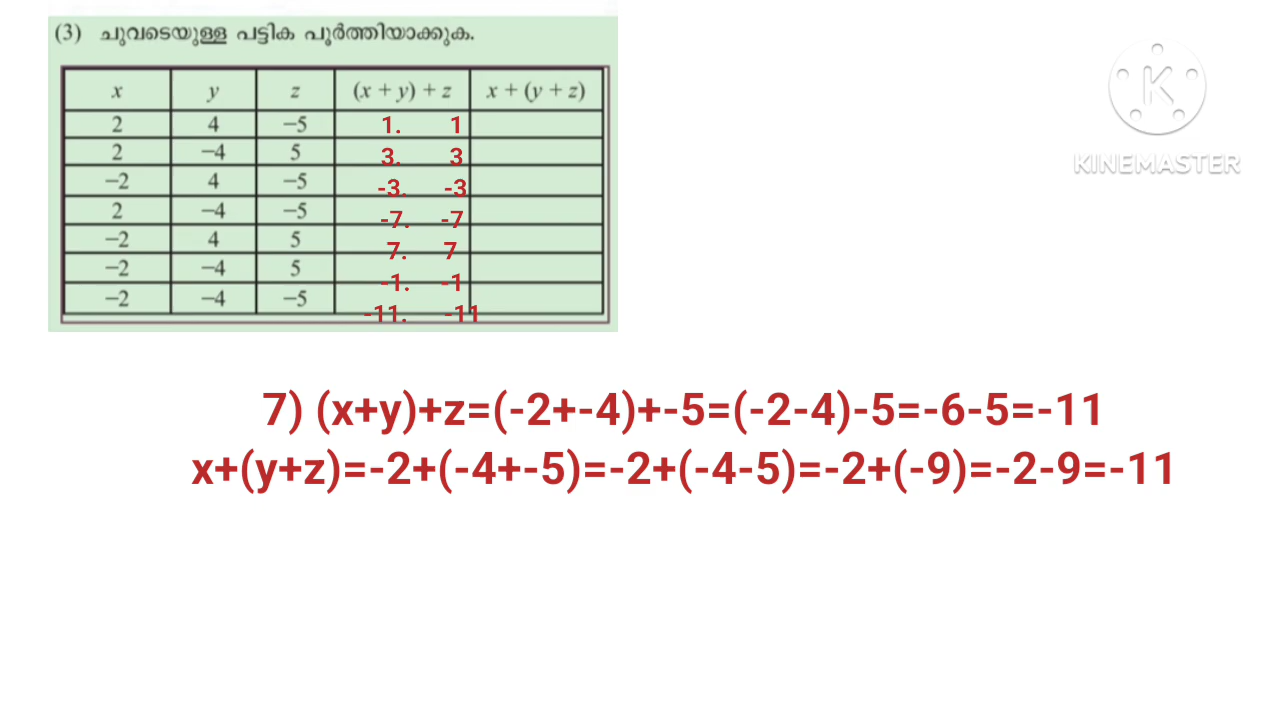 (3) ചുവടെയുള്ള പട്ടിക പൂർത്തിയാക്കുക.
x y z (x + y) + z x + (y + z)
2 4 −5 1. 1
2 −4 5 3. 3
−2 4 −5 -3. -3
2 −4 −5 -7. -7
−2 4 5 7. 7
−2 −4 5 -1. -1
−2 −4 −5 -11. -11
K
KINEMASTER
7) (x+y)+z=(-2+-4)+-5=(-2-4)-5=-6-5=-11
x+(y+z)=-2+(-4+-5)=-2+(-4-5)=-2+(-9)=-2-9=-11